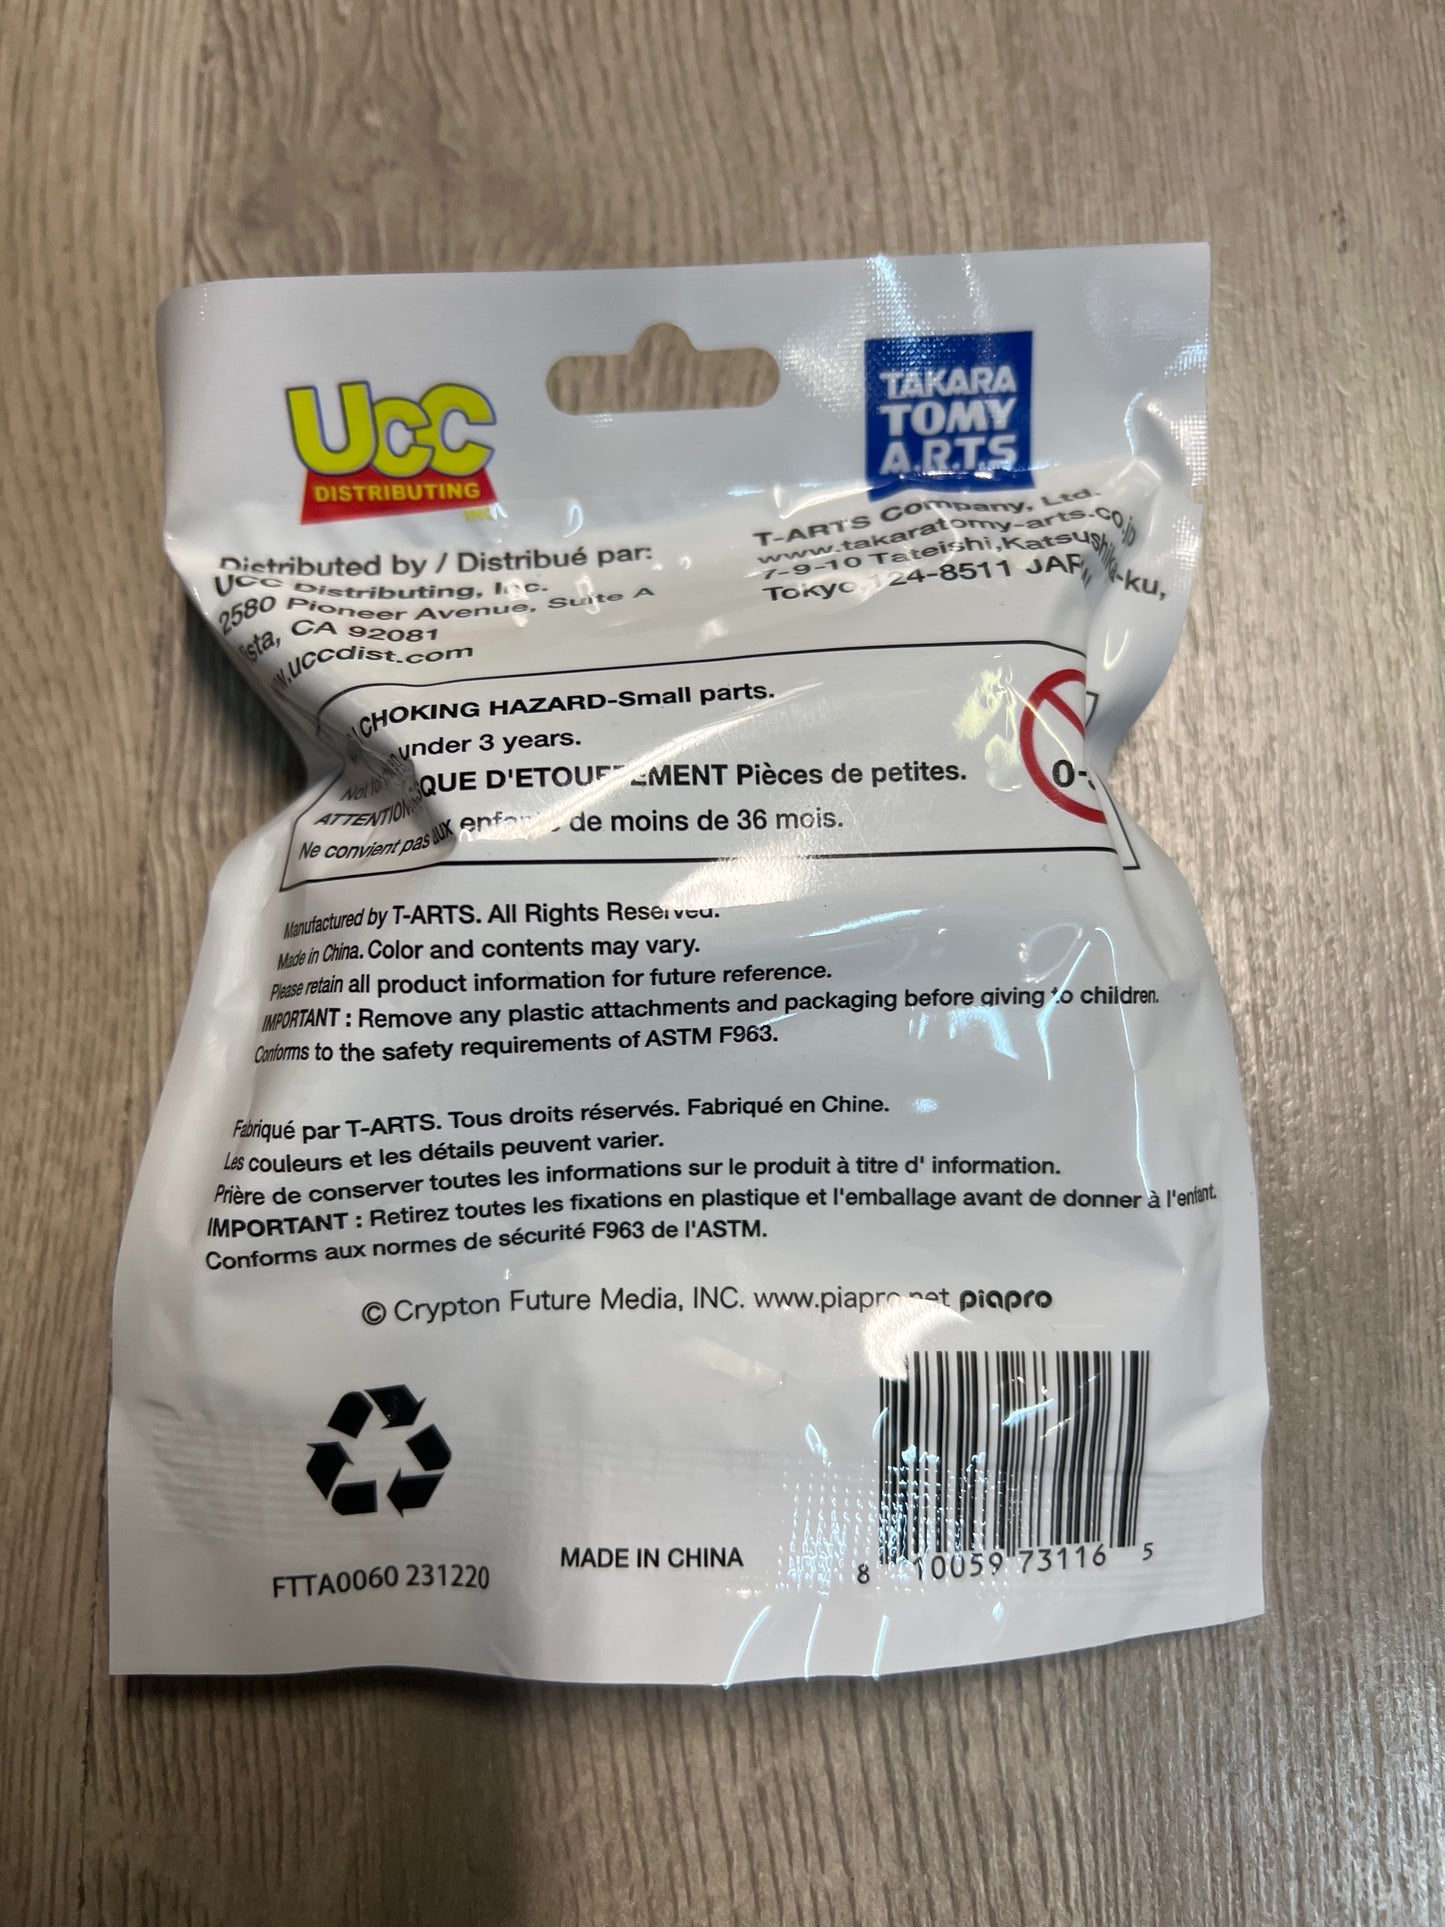 UCC
DISTRIBUTING
INC
TAKARA
TOMY
A.R.T.S
Distributed by / Distribué par:
UCC Distributing, Inc.
2580 Pioneer Avenue, Suite A
CA 92081
T-ARTS Company, Ltd.
www.takaratomy-arts.co.jp
7-9-10 Tateishi,Katsushika-ku,
Tokyo 124-8511
CHOKING HAZARD-Small parts.
under 3 years.
ATTENTION D'ETOUFFEMENT Pièces de petites.
Ne convient pas aux enfants de moins de 36 mois.
Manufactured by T-ARTS. All Rights Reserved.
Made in China. Color and contents may vary.
Please retain all product information for future reference.
IMPORTANT : Remove any plastic attachments and packaging before giving to children.
Conforms to the safety requirements of ASTM F963.
Fabriqué par T-ARTS. Tous droits réservés. Fabriqué en Chine.
Les couleurs et les détails peuvent varier.
Prière de conserver toutes les informations sur le produit à titre d' information.
IMPORTANT : Retirez toutes les fixations en plastique et l'emballage avant de donner à l'enfant.
Conforms aux normes de sécurité F963 de l'ASTM.
© Crypton Future Media, INC. www.piapro.net piapro
FTTA0060 231220
MADE IN CHINA
8 10059 73116 5